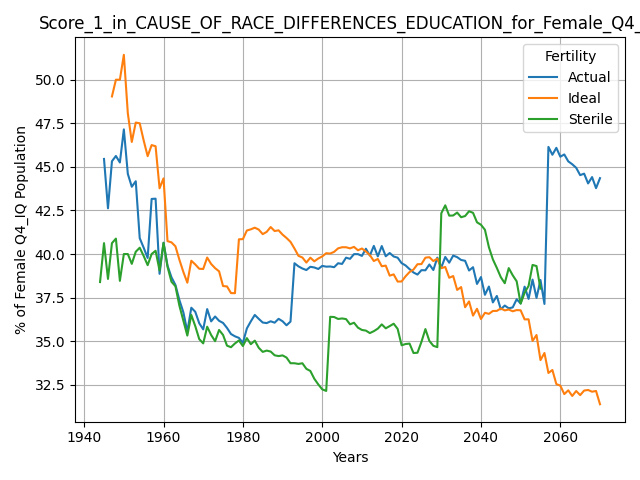 Score_1_in_CAUSE_OF_RACE_DIFFERENCES_EDUCATION_for_Female_Q4_
Fertility
Actual
Ideal
Sterile
% of Female Q4_IQ Population
50.0
47.5
45.0
42.5
40.0
37.5
35.0
32.5
1940
1960
1980
2000
2020
2040
2060
Years